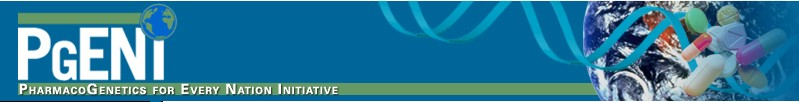 PGENI
PHARMACOGENETICS FOR EVERY NATION INITIATIVE